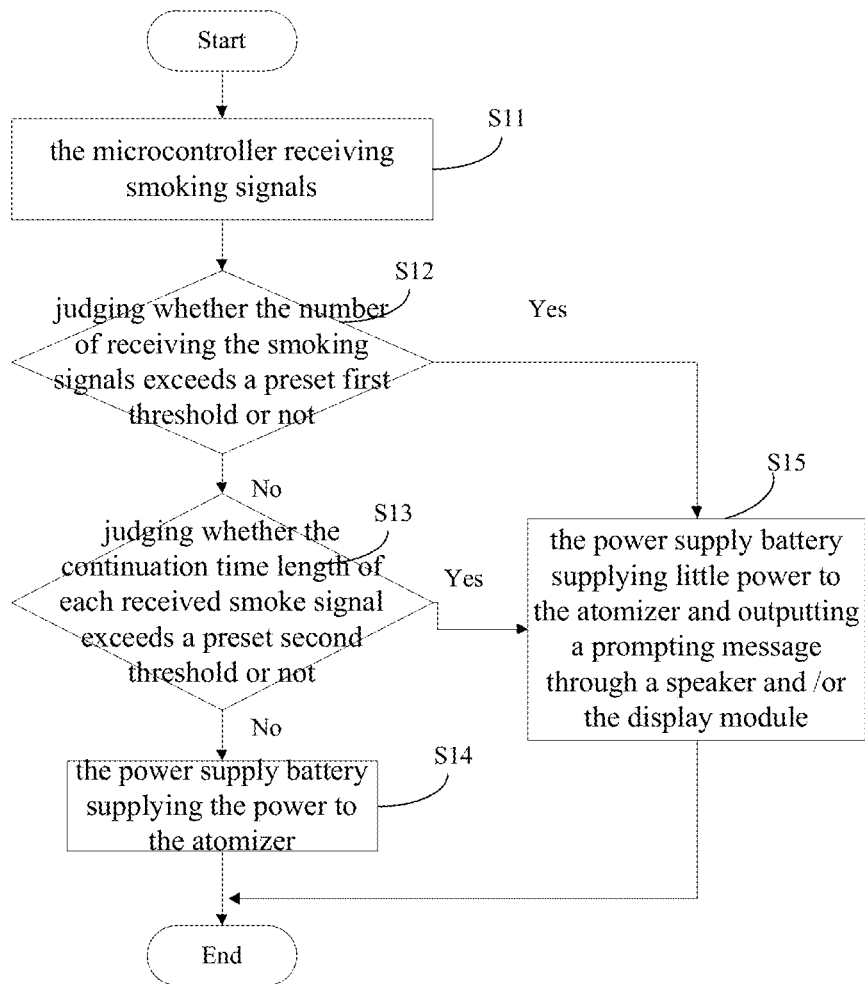 Start
S11
the microcontroller receiving
smoking signals
S12
judging whether the number
of receiving the smoking
signals exceeds a preset first
threshold or not
Yes
No
S13
judging whether the
continuation time length of
each received smoke signal
exceeds a preset second
threshold or not
Yes
S15
the power supply battery
supplying little power to
the atomizer and outputting
a prompting message
through a speaker and /or
the display module
No
S14
the power supply battery
supplying the power to
the atomizer
End